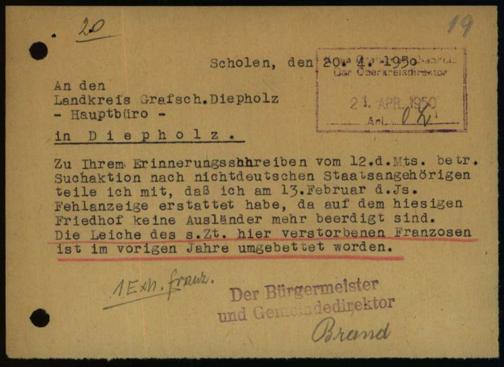 20
19
Scholen, den 20. 4. 1950
Der Oberkreisdirektor
21. APR. 1950
Anl.
An den
Landkreis Grafsch.Diepholz
- Hauptbüro -
in Diepholz.
Zu Ihrem Erinnerungsshhreiben vom 12.d.Mts. betr.
Suchaktion nach nichtdeutschen Staatsangehörigen
teile ich mit, daß ich am 13.Februar d.Js.
Fehlanzeige erstattet habe, da auf dem hiesigen
Friedhof keine Ausländer mehr beerdigt sind.
Die Leiche des s.Zt. hier verstorbenen Franzosen
ist im vorigen Jahre umgebettet worden.
1 Exh. franz.
Der Bürgermeister
und Gemeindedirektor
Brand